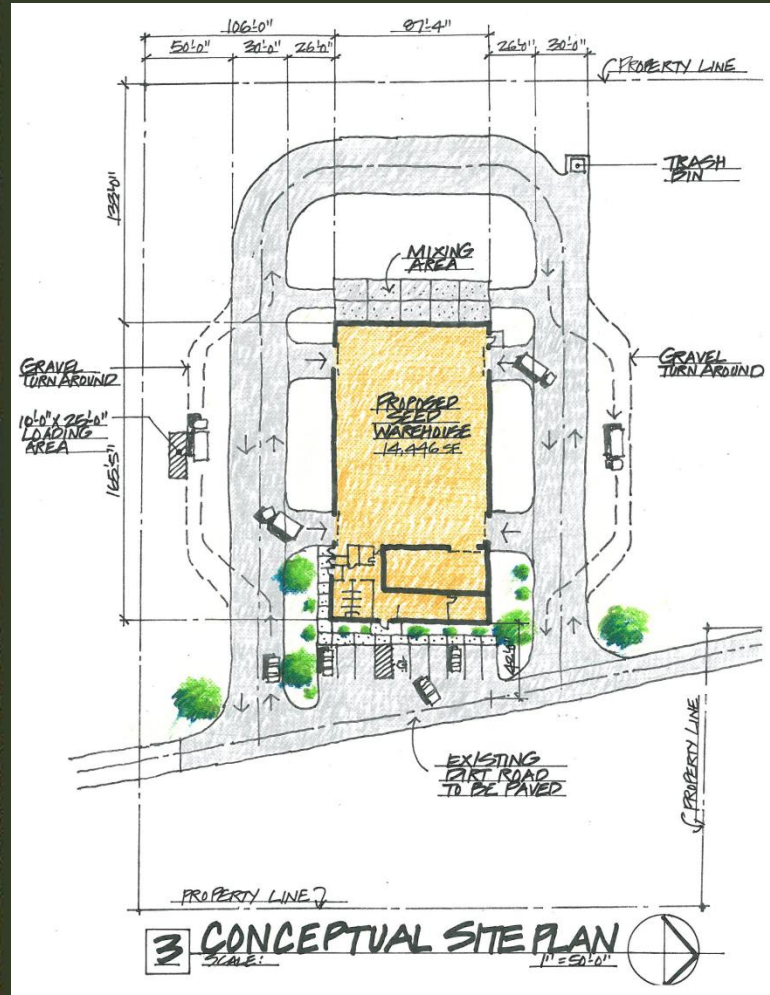 106'-0"
87'-4"
50'-0"
30'-0"
26'-0"
26'-0"
30'-0"
PROPERTY LINE
TRASH
BIN
MIXING
AREA
GRAVEL
TURN AROUND
GRAVEL
TURN AROUND
10'-0" X 25'-0"
LOADING
AREA
PROPOSED
SEED
WAREHOUSE
14,446 SF
165'-5"
EXISTING
DIRT ROAD
TO BE PAVED
PROPERTY LINE
PROPERTY LINE
3 CONCEPTUAL SITE PLAN
SCALE: 1" = 50'-0"